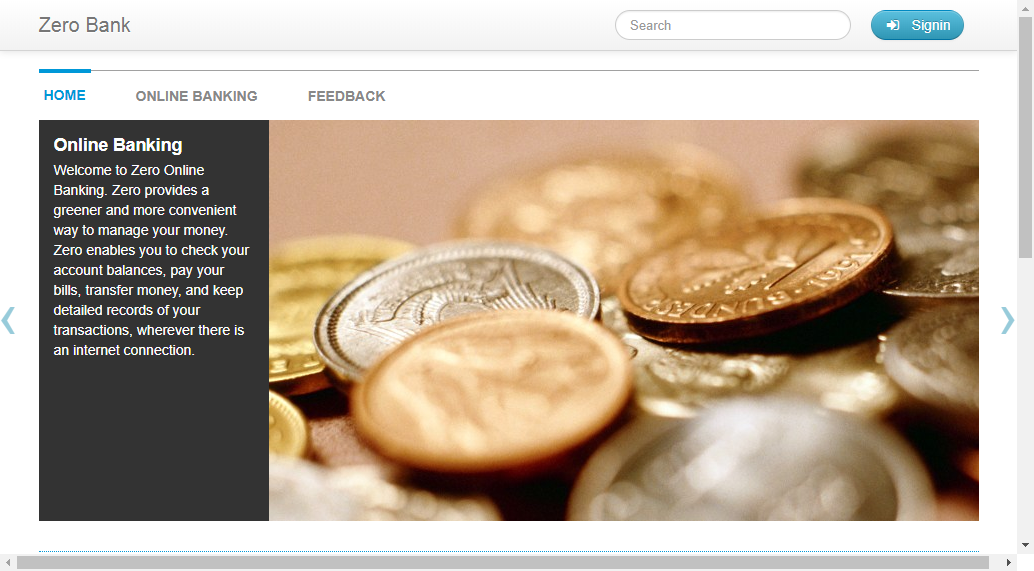 Zero Bank
Search
Signin
HOME
ONLINE BANKING
FEEDBACK
Online Banking
Welcome to Zero Online
Banking. Zero provides a
greener and more convenient
way to manage your money.
Zero enables you to check your
account balances, pay your
bills, transfer money, and keep
detailed records of your
transactions, wherever there is
an internet connection.